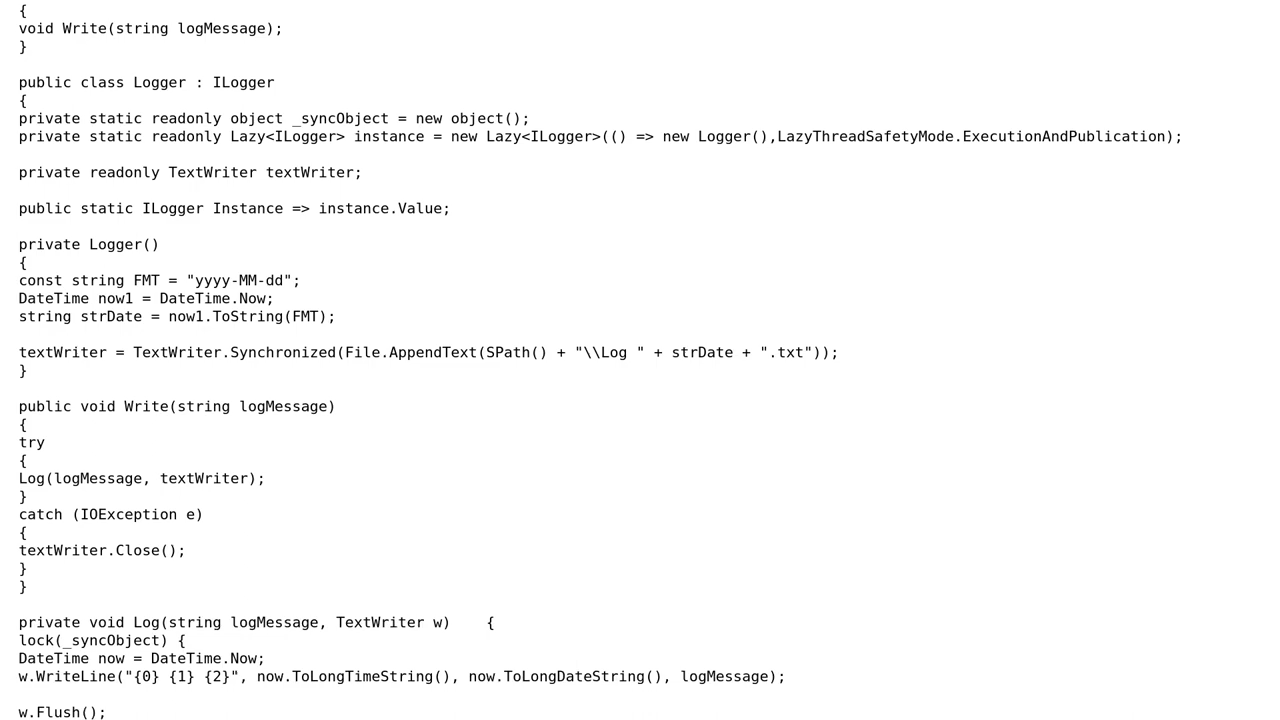 {
void Write(string logMessage);
}
public class Logger : ILogger
{
private static readonly object _syncObject = new object();
private static readonly Lazy<ILogger> instance = new Lazy<ILogger>(() => new Logger(),LazyThreadSafetyMode.ExecutionAndPublication);
private readonly TextWriter textWriter;
public static ILogger Instance => instance.Value;
private Logger()
{
const string FMT = "yyyy-MM-dd";
DateTime now1 = DateTime.Now;
string strDate = now1.ToString(FMT);
textWriter = TextWriter.Synchronized(File.AppendText(SPath() + "\\Log " + strDate + ".txt"));
}
public void Write(string logMessage)
{
try
{
Log(logMessage, textWriter);
}
catch (IOException e)
{
textWriter.Close();
}
}
private void Log(string logMessage, TextWriter w)    {
lock(_syncObject) {
DateTime now = DateTime.Now;
w.WriteLine("{0} {1} {2}", now.ToLongTimeString(), now.ToLongDateString(), logMessage);
w.Flush();